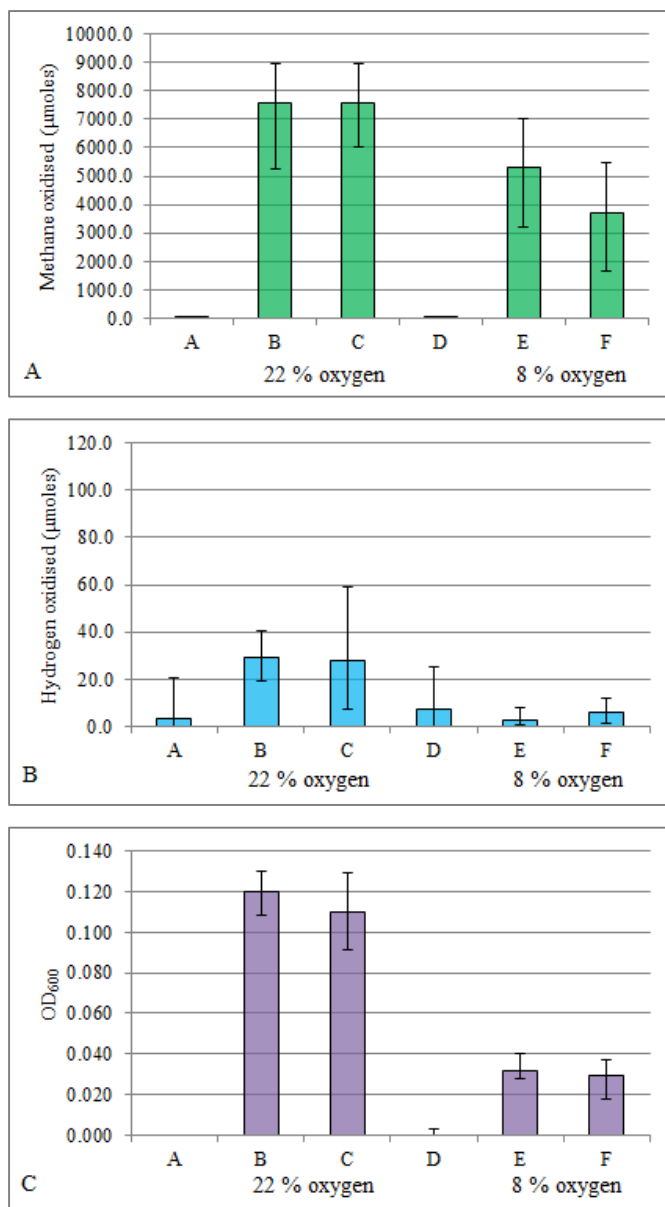 10000.0
9000.0
8000.0
7000.0
6000.0
5000.0
4000.0
3000.0
2000.0
1000.0
0.0
Methane oxidised (µmoles)
A B C D E F
22 % oxygen 8 % oxygen
A
120.0
100.0
80.0
60.0
40.0
20.0
0.0
Hydrogen oxidised (µmoles)
A B C D E F
22 % oxygen 8 % oxygen
B
0.140
0.120
0.100
0.080
0.060
0.040
0.020
0.000
OD600
A B C D E F
22 % oxygen 8 % oxygen
C